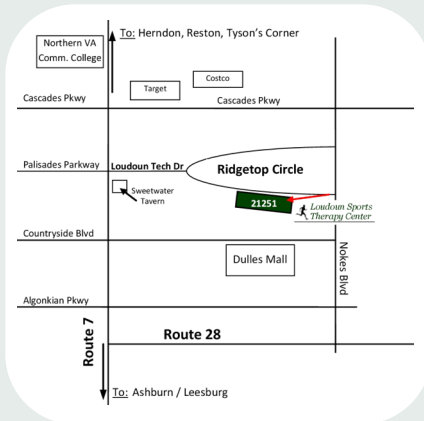 Northern VA
Comm. College
To: Herndon, Reston, Tyson's Corner
Costco
Target
Cascades Pkwy
Cascades Pkwy
Palisades Parkway
Loudoun Tech Dr
Ridgetop Circle
Sweetwater
Tavern
21251
Loudoun Sports
Therapy Center
Countryside Blvd
Dulles Mall
Nokes Blvd
Algonkian Pkwy
Route 7
Route 28
To: Ashburn / Leesburg